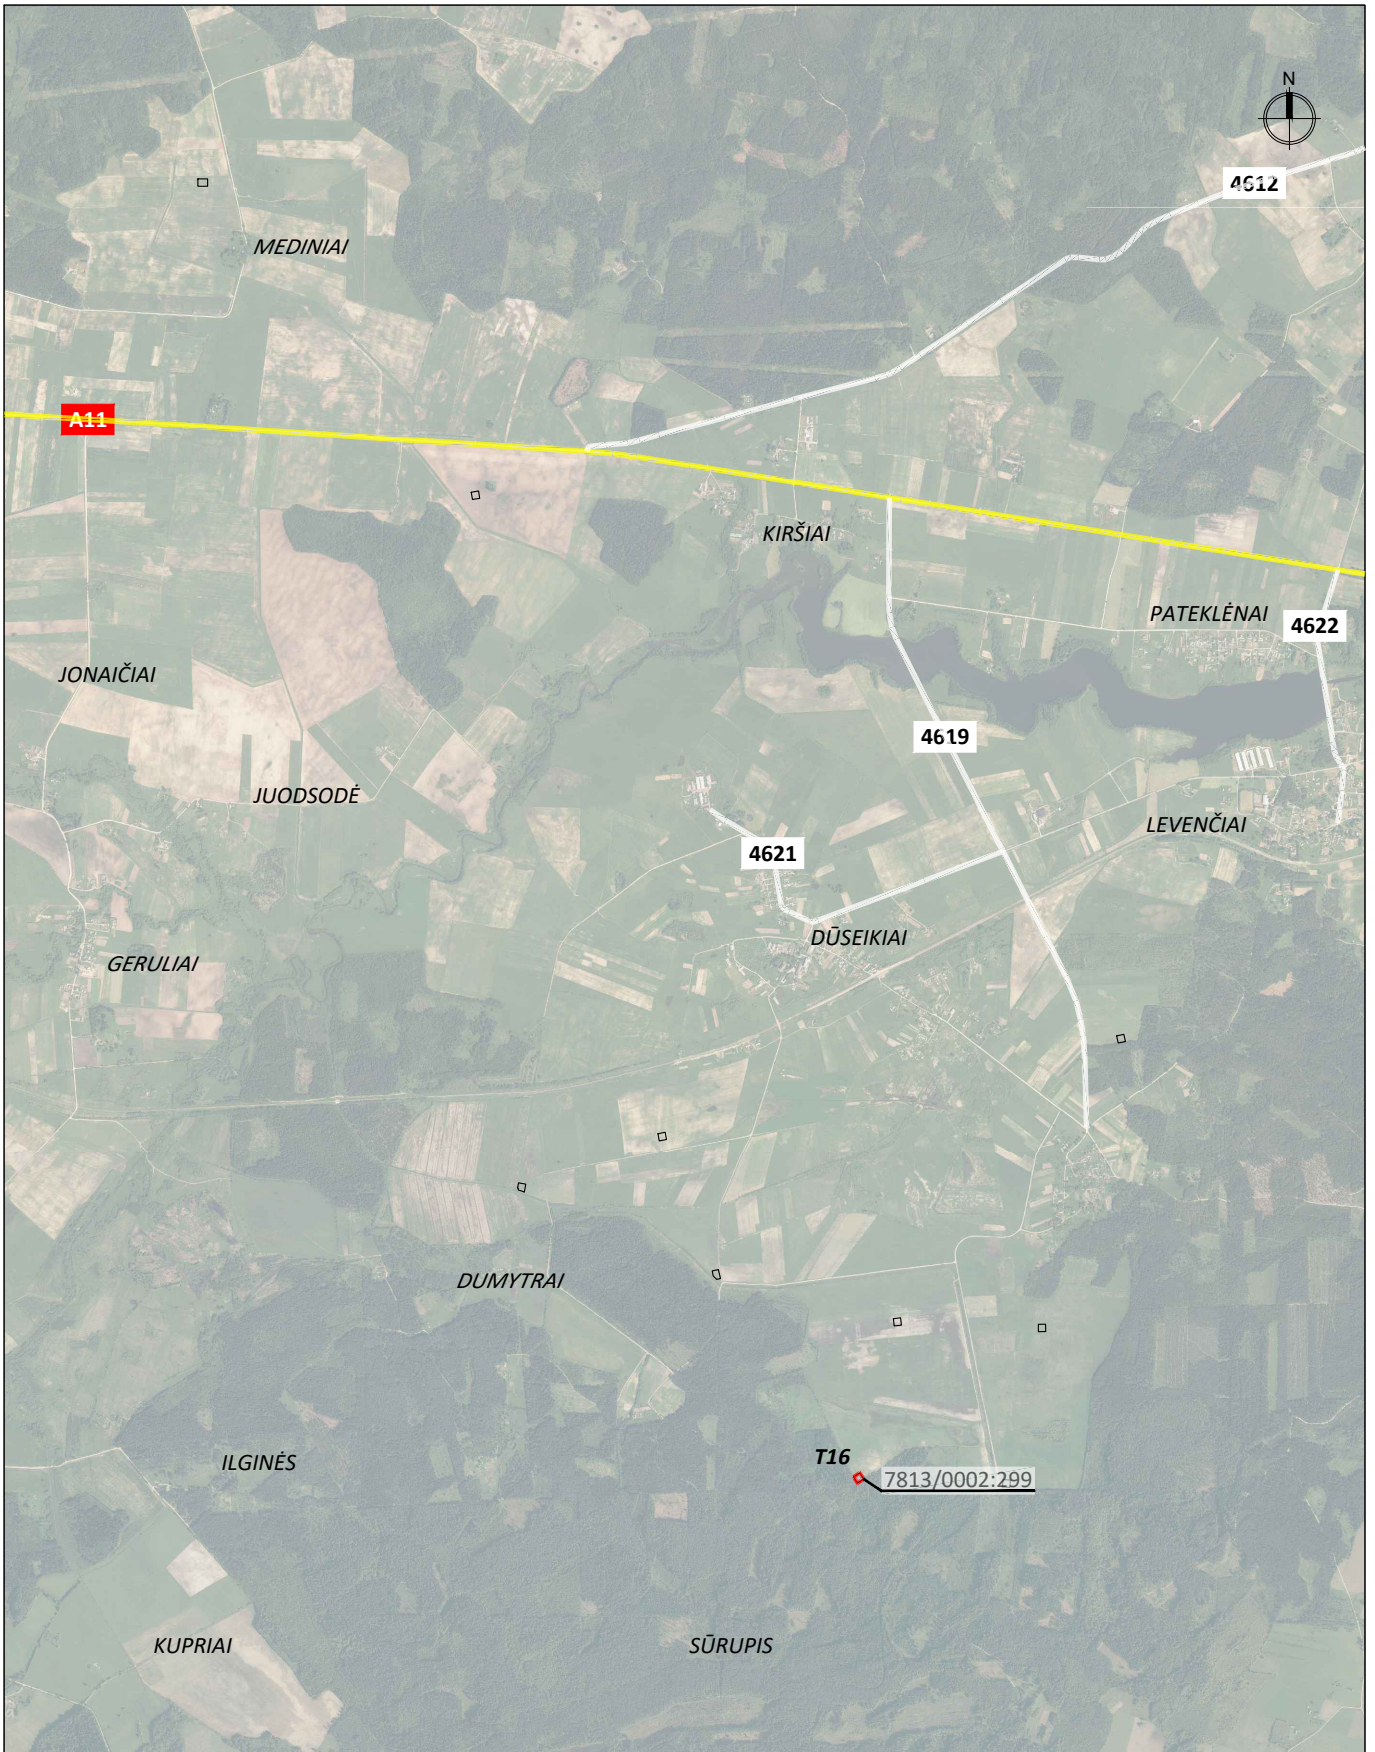 N
4612
MEDINIAI
A11
KIRŠIAI
PATEKLĖNAI
4622
JONAIČIAI
4619
JUODSODĖ
LEVENČIAI
4621
DŪSEIKIAI
GERULIAI
DUMYTRAI
T16
ILGINĖS
7813/0002:299
KUPRIAI
SŪRUPIS